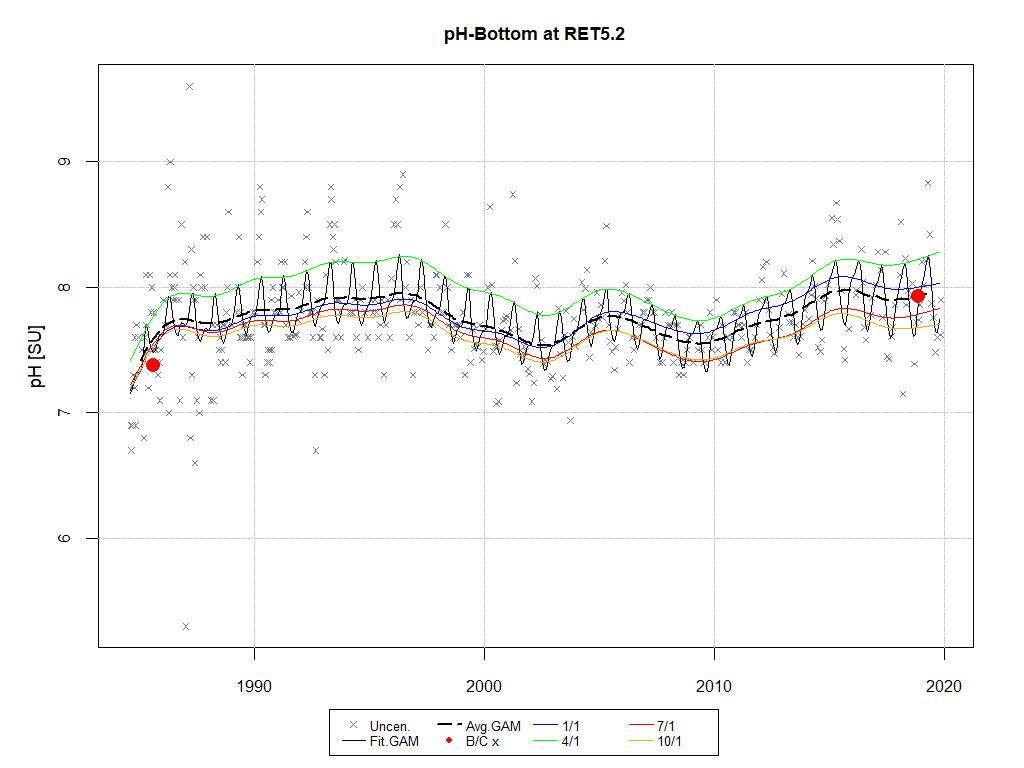 pH-Bottom at RET5.2
pH [SU]
9
8
7
6
1990 2000 2010 2020
Uncen. Avg.GAM 1/1 7/1
Fit.GAM B/C x 4/1 10/1